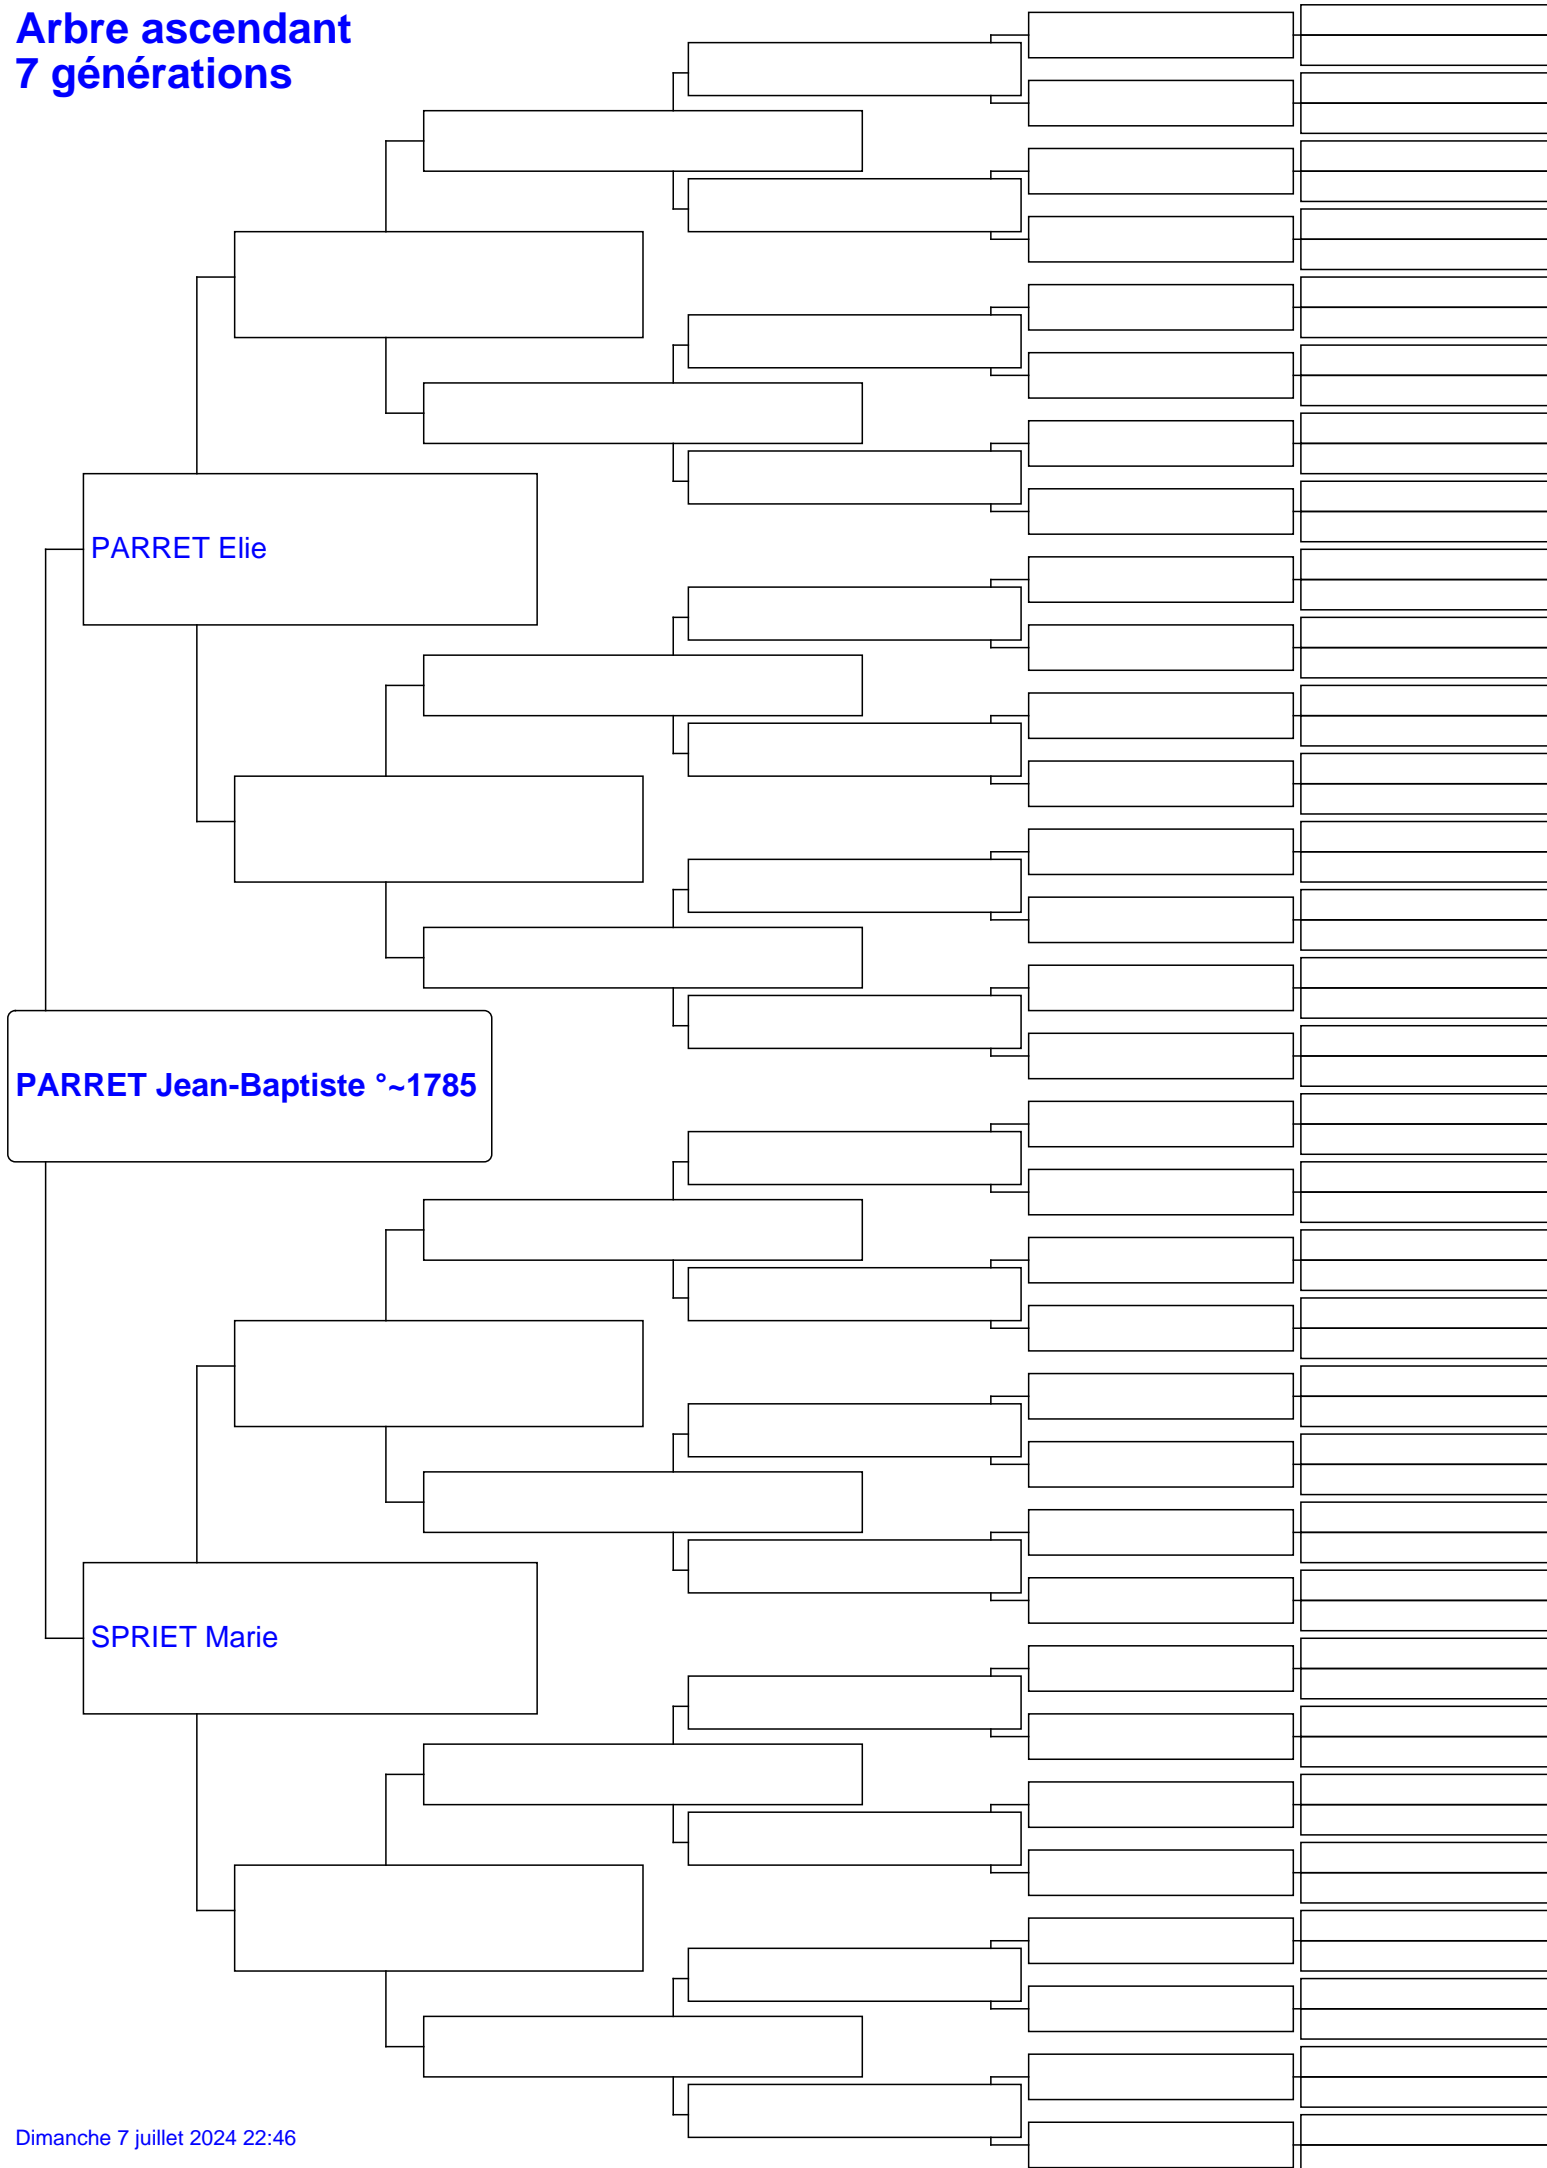 Arbre ascendant
7 générations
PARRET Elie
PARRET Jean-Baptiste °~1785
SPRIET Marie
Dimanche 7 juillet 2024 22:46